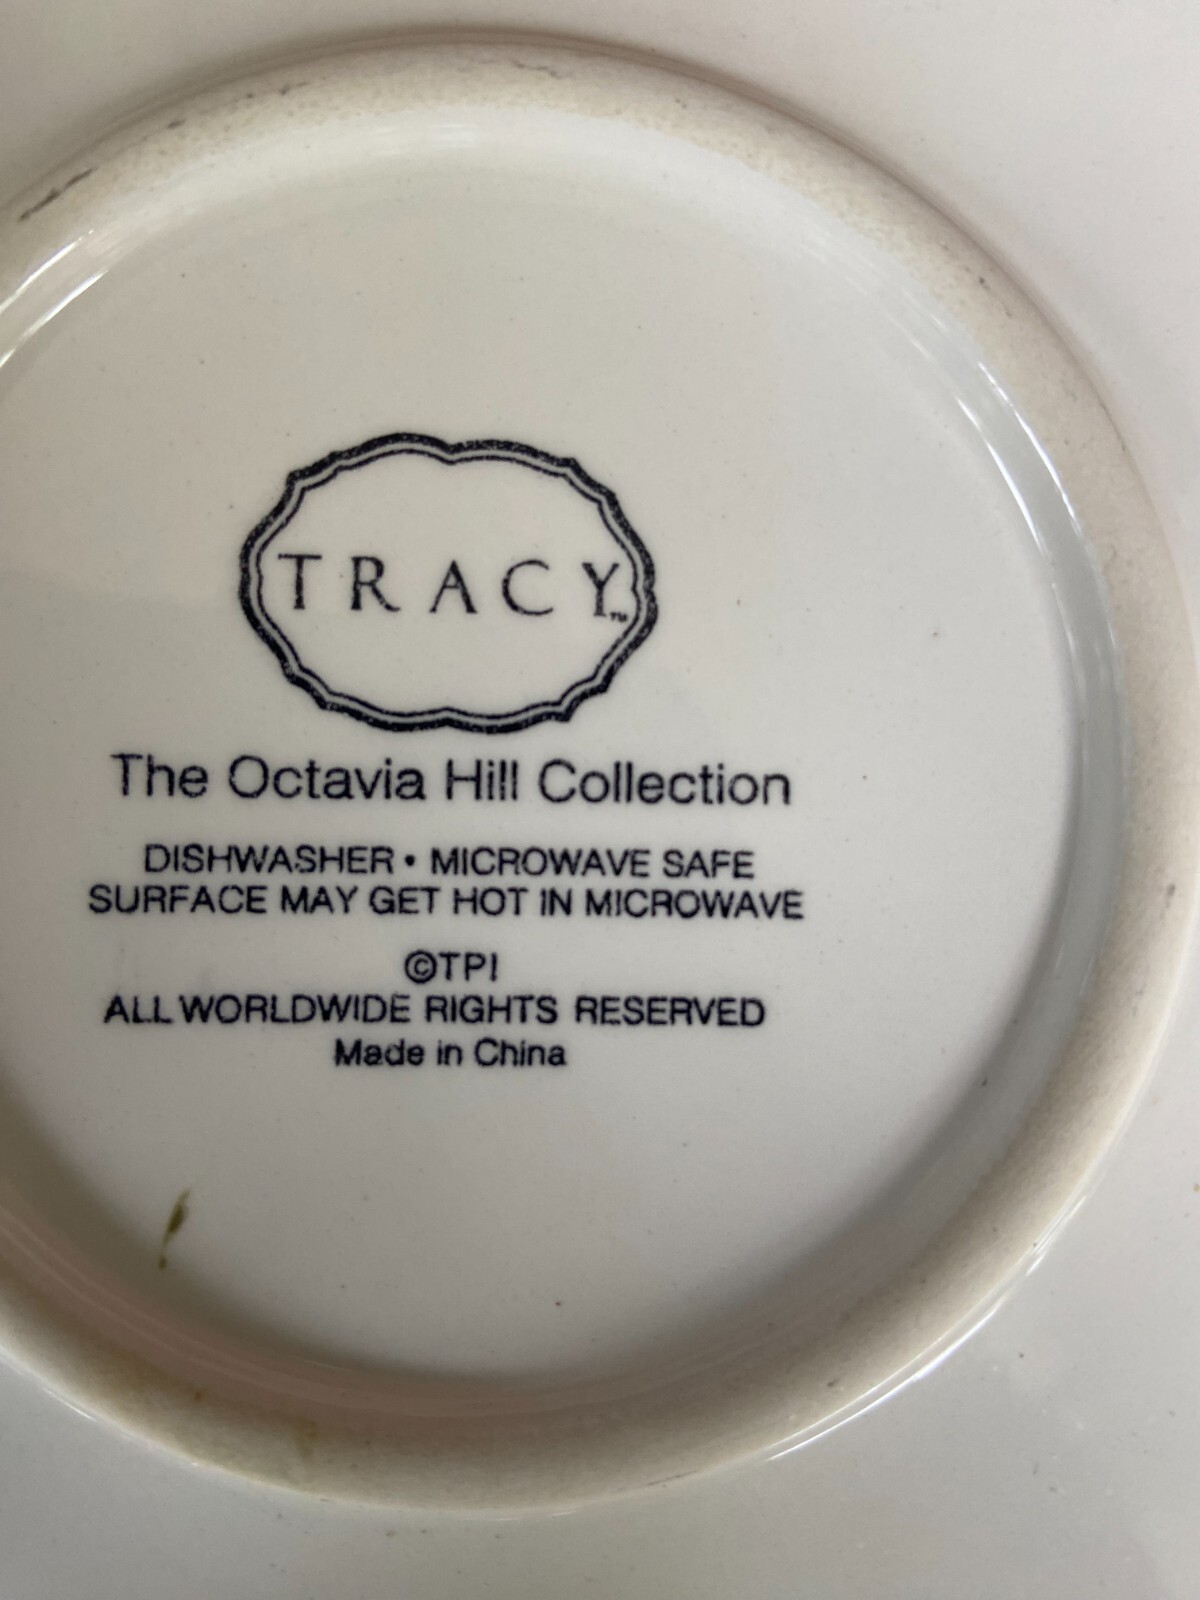 TRACY™
The Octavia Hill Collection
DISHWASHER • MICROWAVE SAFE
SURFACE MAY GET HOT IN MICROWAVE
©TPI
ALL WORLDWIDE RIGHTS RESERVED
Made in China